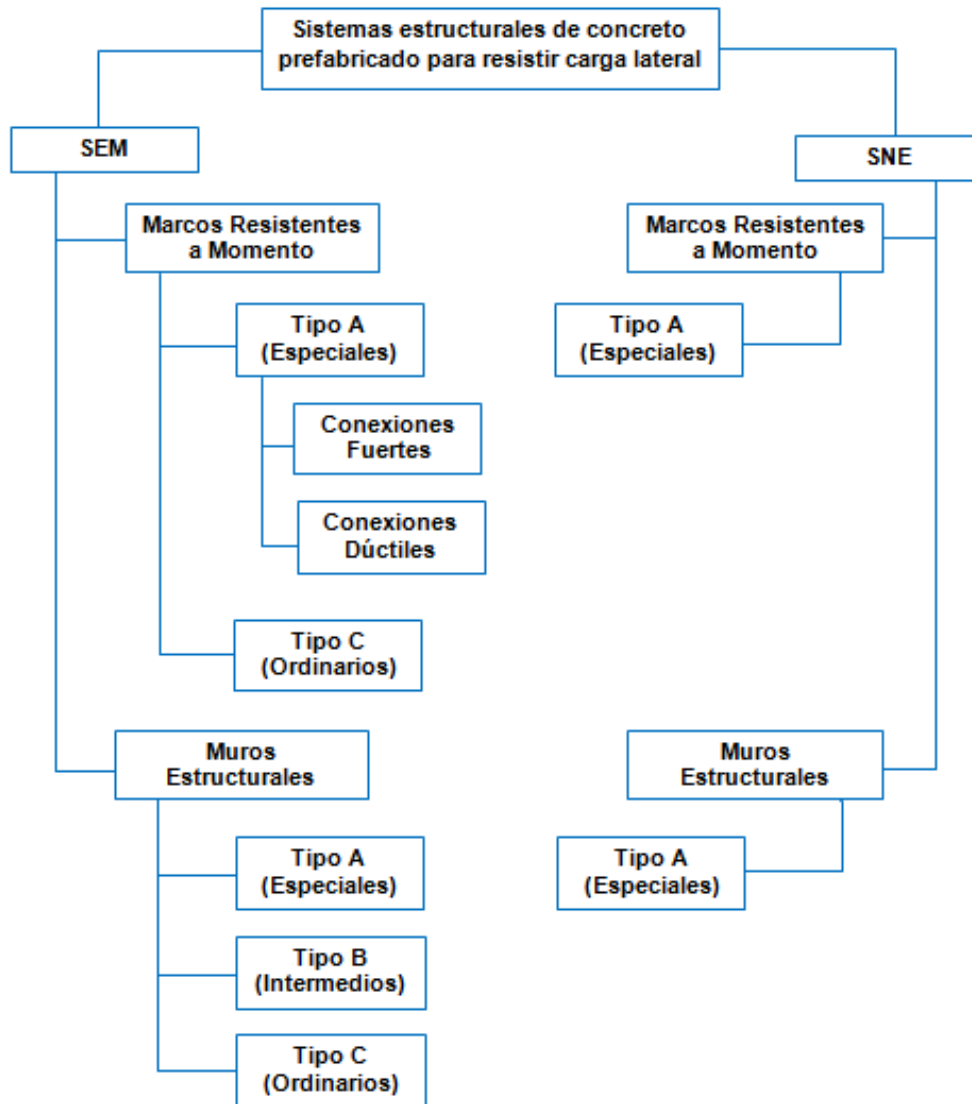 Sistemas estructurales de concreto
prefabricado para resistir carga lateral
SEM
SNE
Marcos Resistentes
a Momento
Marcos Resistentes
a Momento
Tipo A
(Especiales)
Tipo A
(Especiales)
Conexiones
Fuertes
Conexiones
Dúctiles
Tipo C
(Ordinarios)
Muros
Estructurales
Muros
Estructurales
Tipo A
(Especiales)
Tipo A
(Especiales)
Tipo B
(Intermedios)
Tipo C
(Ordinarios)